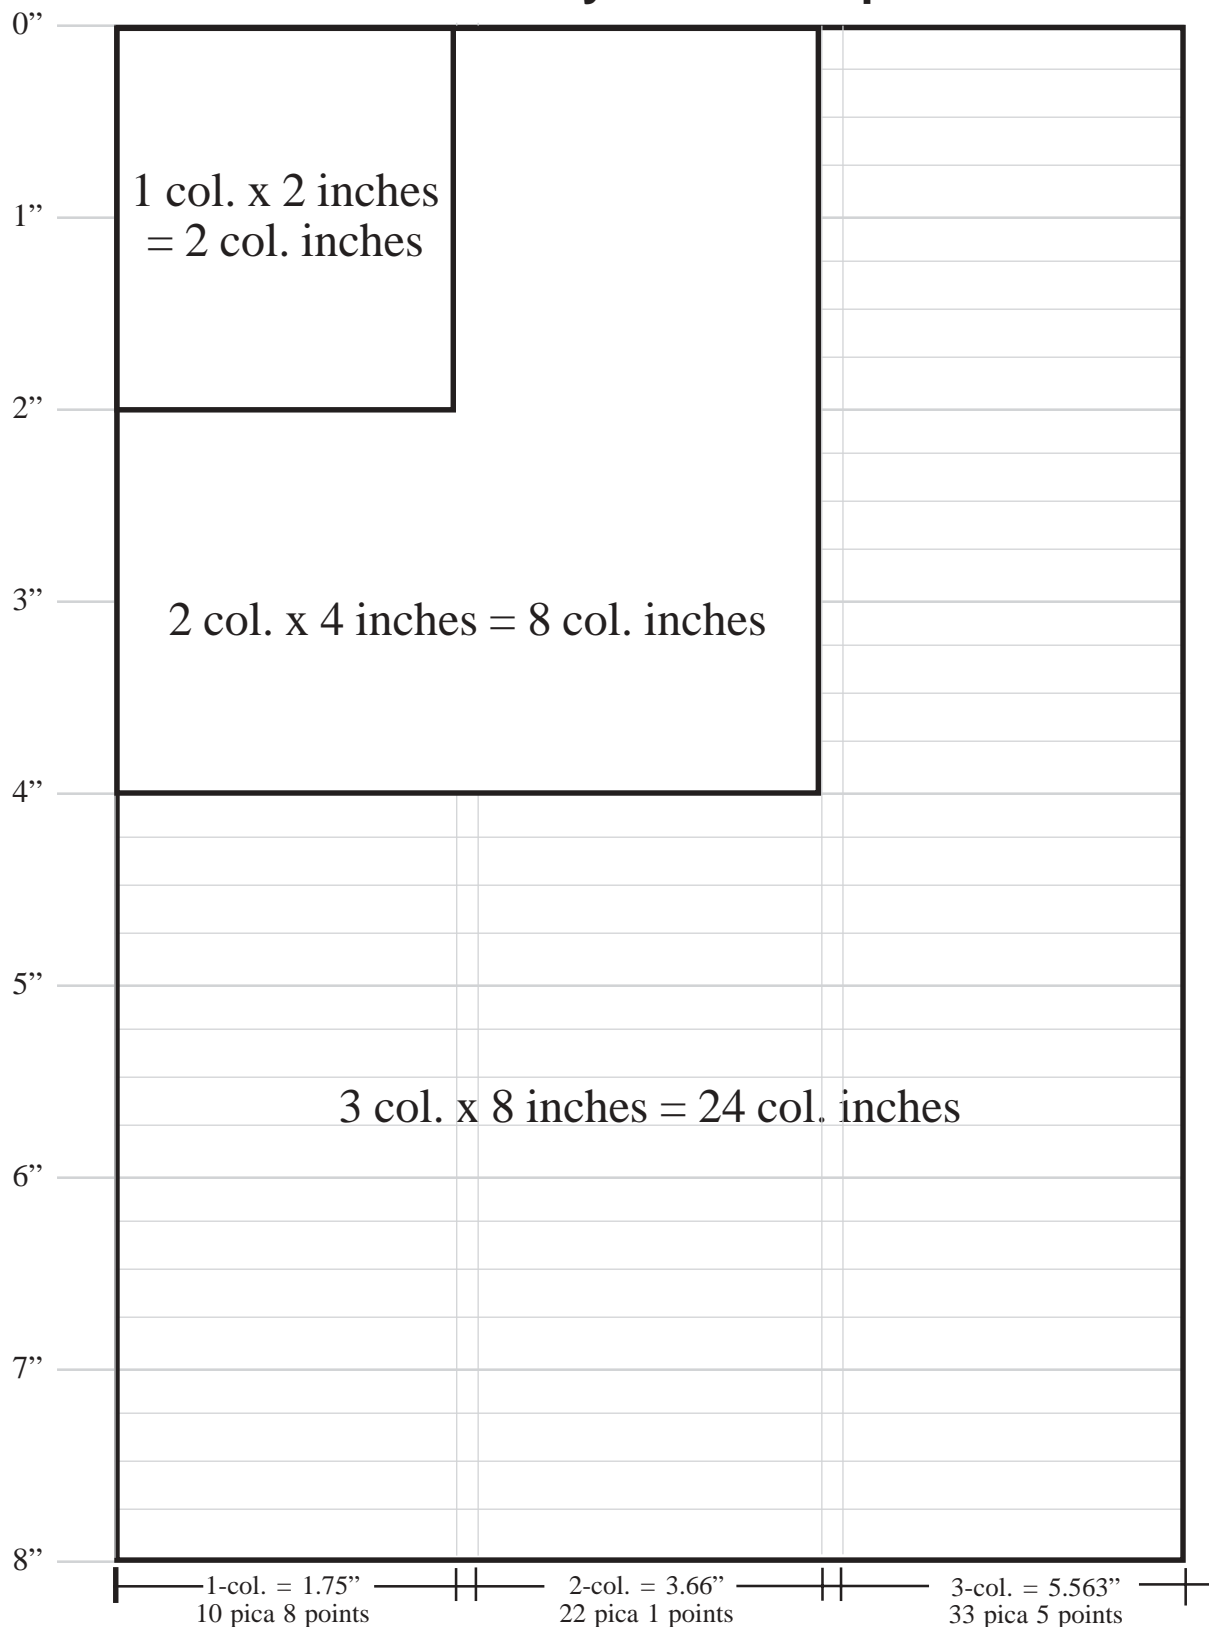 0”
1 col. x 2 inches
= 2 col. inches
1”
2”
3”
2 col. x 4 inches = 8 col. inches
4”
5”
3 col. x 8 inches = 24 col. inches
6”
7”
8”
1-col. = 1.75”
10 pica 8 points
2-col. = 3.66”
22 pica 1 points
3-col. = 5.563”
33 pica 5 points